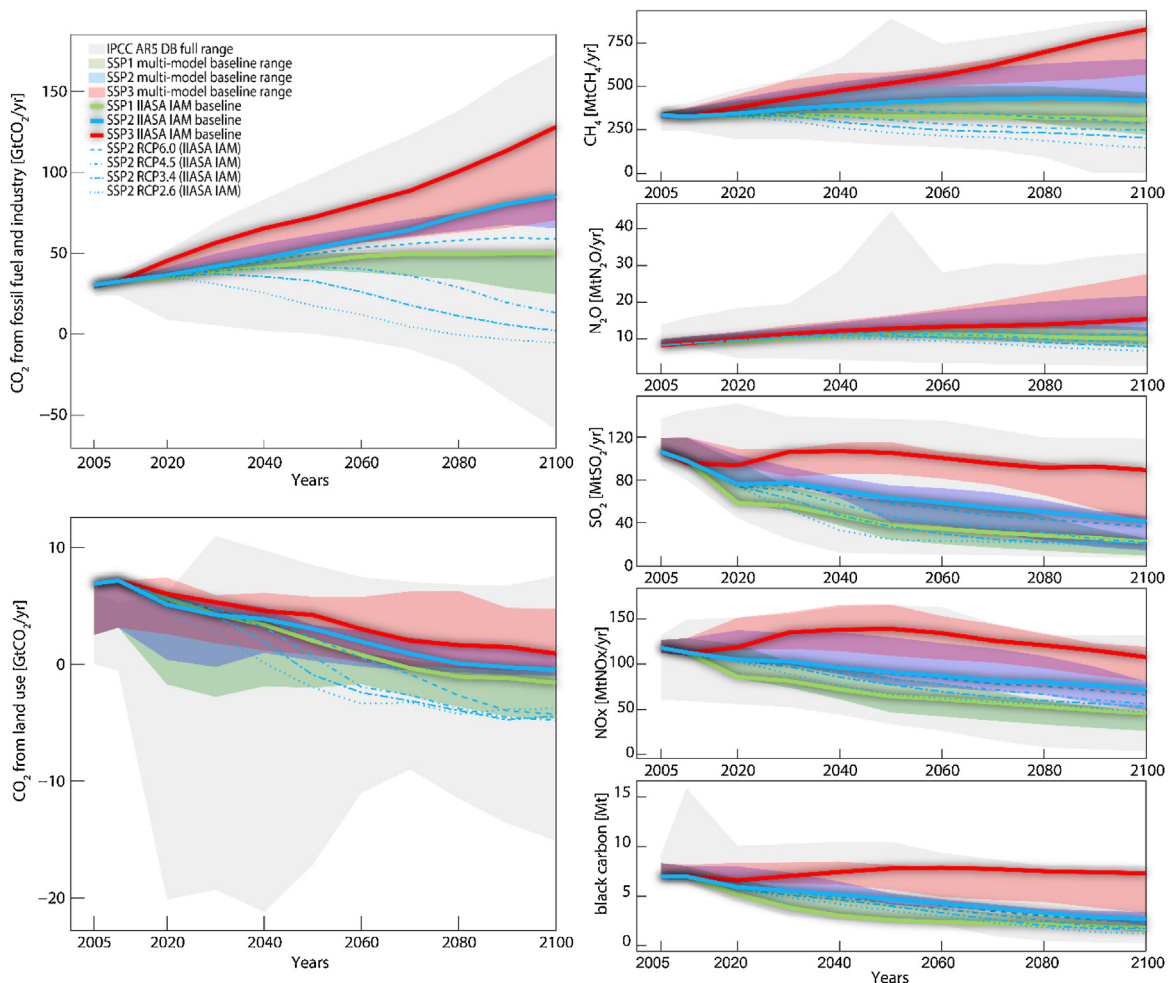 CO₂ from fossil fuel and industry [GtCO₂/yr]
150
100
50
0
−50
IPCC AR5 DB full range
SSP1 multi-model baseline range
SSP2 multi-model baseline range
SSP3 multi-model baseline range
SSP1 IIASA IAM baseline
SSP2 IIASA IAM baseline
SSP3 IIASA IAM baseline
SSP2 RCP6.0 (IIASA IAM)
SSP2 RCP4.5 (IIASA IAM)
SSP2 RCP3.4 (IIASA IAM)
SSP2 RCP2.6 (IIASA IAM)
2005 2020 2040 2060 2080 2100
Years
CO₂ from land use [GtCO₂/yr]
10
0
−10
−20
2005 2020 2040 2060 2080 2100
Years
CH₄ [MtCH₄/yr]
750
500
250
0
2005 2020 2040 2060 2080 2100
N₂O [MtN₂O/yr]
40
30
20
10
2005 2020 2040 2060 2080 2100
SO₂ [MtSO₂/yr]
120
80
40
0
2005 2020 2040 2060 2080 2100
NOx [MtNOx/yr]
150
100
50
0
2005 2020 2040 2060 2080 2100
black carbon [Mt]
15
10
5
0
2005 2020 2040 2060 2080 2100
Years